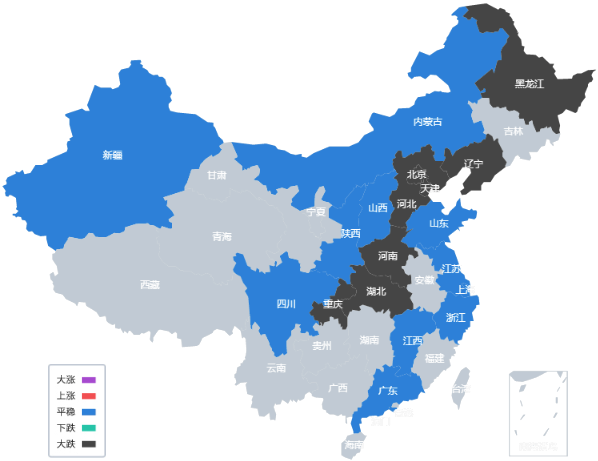 黑龙江
内蒙古
吉林
新疆
辽宁
北京
甘肃
天津
河北
山西
宁夏
山东
陕西
青海
河南
江苏
安徽
西藏
上海
湖北
四川
重庆
浙江
湖南
江西
贵州
福建
云南
广西
广东
台湾
海南
大涨
上涨
平稳
下跌
大跌